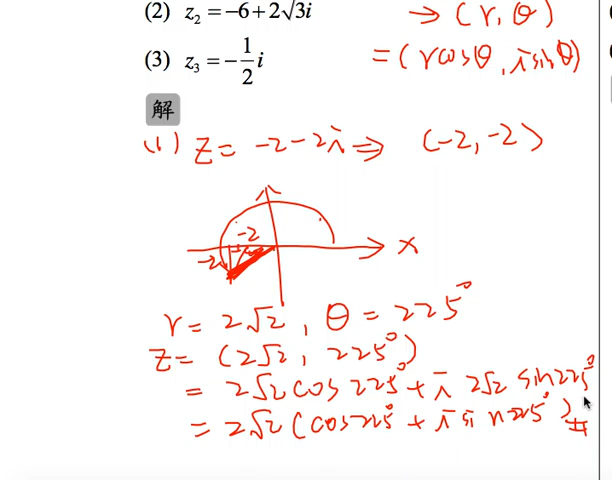 (2) z₂ = −6 + 2√3i
→ (r, θ)
(3) z₃ = −1/2 i
= (r cosθ, i sinθ)
解
(1) z = -2-2i ⇒ (-2, -2)
-2
-2
x
r = 2√2, θ = 225°
z = (2√2, 225°)
= 2√2 cos 225° + i 2√2 sin 225°
= 2√2 (cos 225° + i sin 225°) #